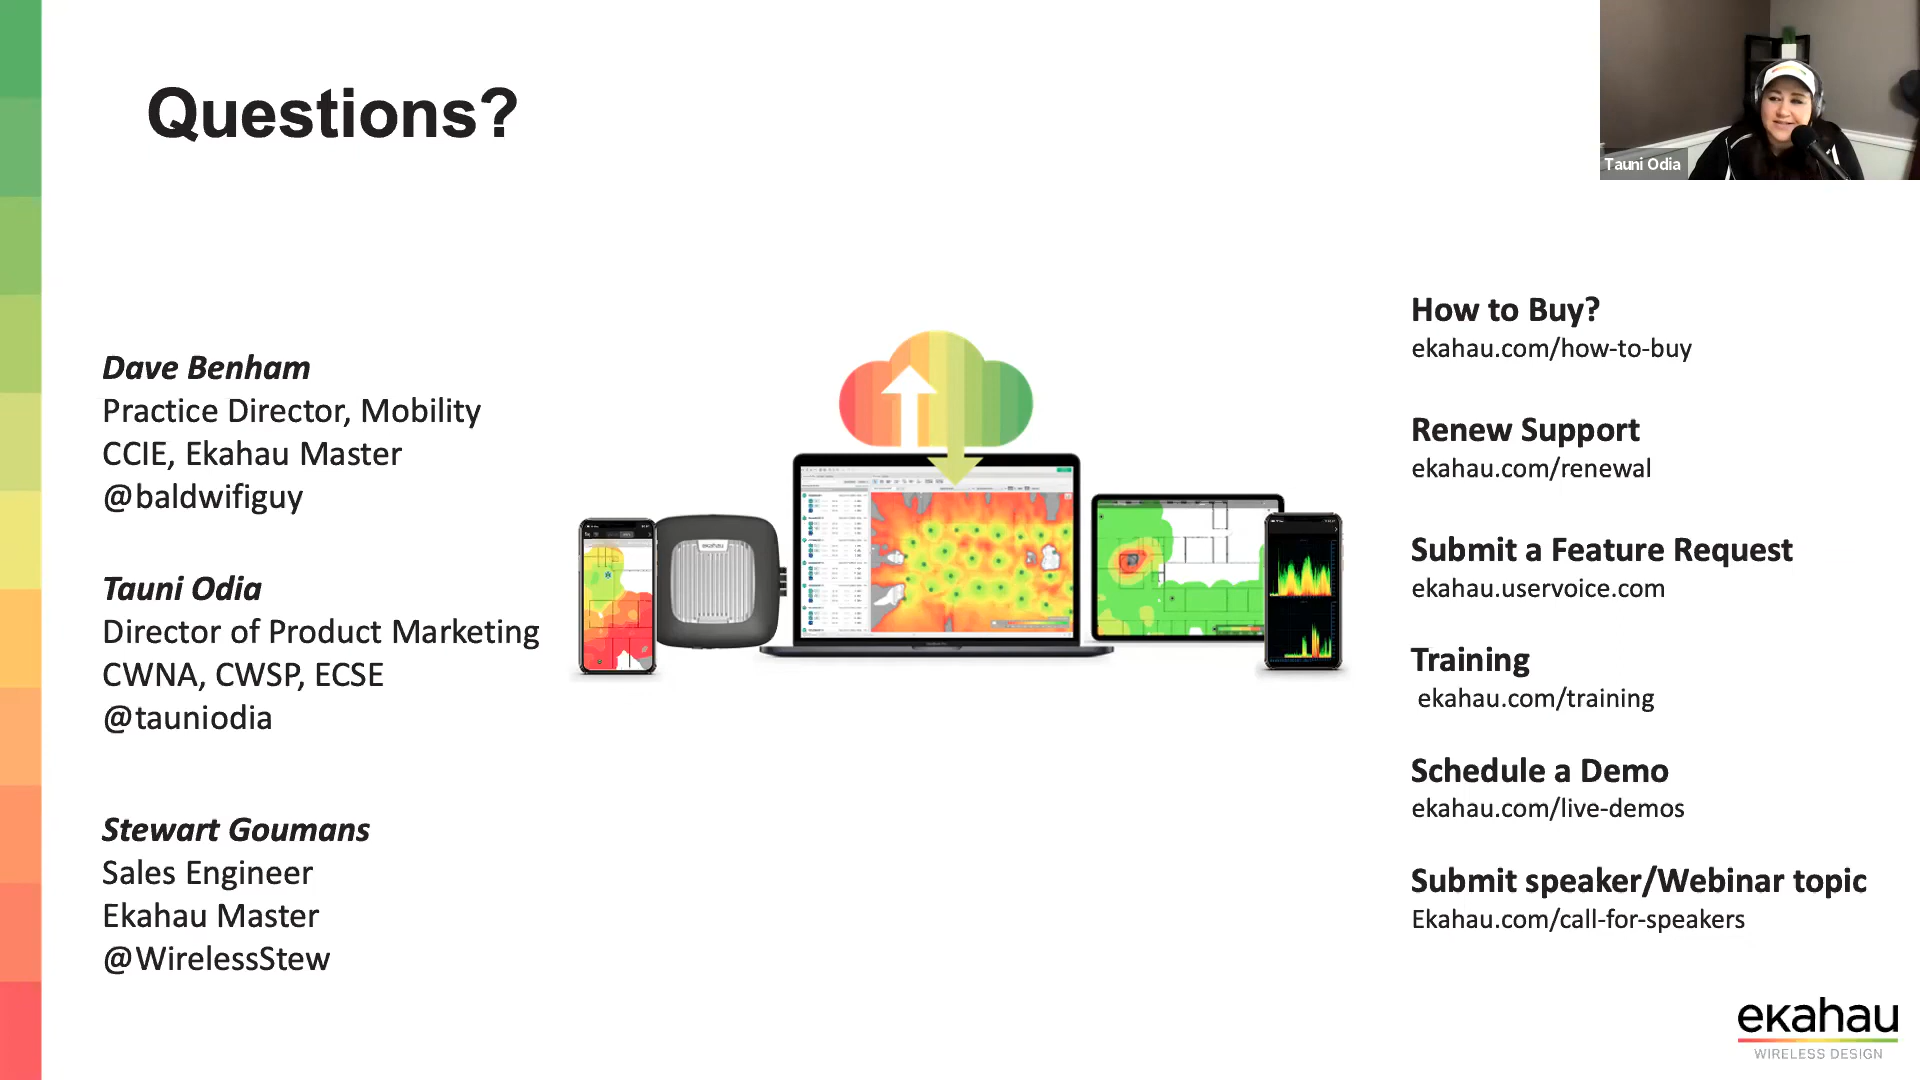 Questions?
Tauni Odia
Dave Benham
Practice Director, Mobility
CCIE, Ekahau Master
@baldwifiguy
Tauni Odia
Director of Product Marketing
CWNA, CWSP, ECSE
@tauniodia
Stewart Goumans
Sales Engineer
Ekahau Master
@WirelessStew
ekahau
How to Buy?
ekahau.com/how-to-buy
Renew Support
ekahau.com/renewal
Submit a Feature Request
ekahau.uservoice.com
Training
ekahau.com/training
Schedule a Demo
ekahau.com/live-demos
Submit speaker/Webinar topic
Ekahau.com/call-for-speakers
ekahau
WIRELESS DESIGN